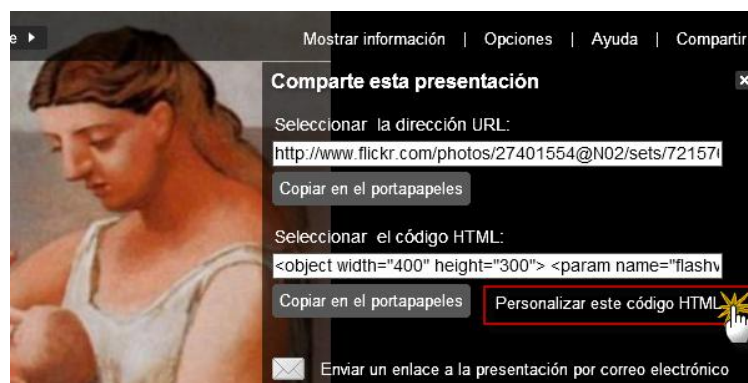 e
Mostrar información | Opciones | Ayuda | Compartir
Comparte esta presentación
Seleccionar la dirección URL:
http://www.flickr.com/photos/27401554@N02/sets/721576
Copiar en el portapapeles
Seleccionar el código HTML:
<object width="400" height="300"> <param name="flashv
Copiar en el portapapeles
Personalizar este código HTML
Enviar un enlace a la presentación por correo electrónico